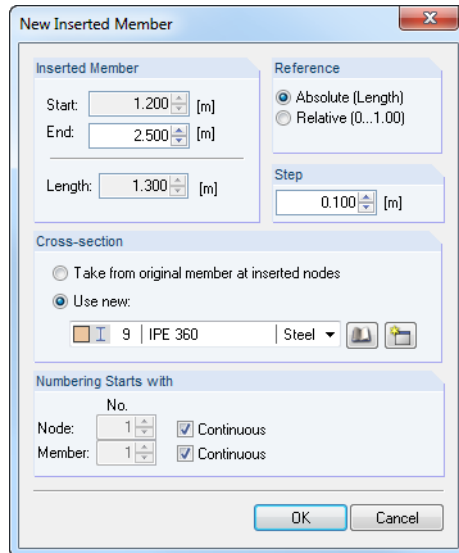 New Inserted Member
Inserted Member
Start: 1.200 [m]
End: 2.500 [m]
Length: 1.300 [m]
Reference
Absolute (Length)
Relative (0...1.00)
Step
0.100 [m]
Cross-section
Take from original member at inserted nodes
Use new:
9 IPE 360 Steel
Numbering Starts with
No.
Node: 1 Continuous
Member: 1 Continuous
OK Cancel